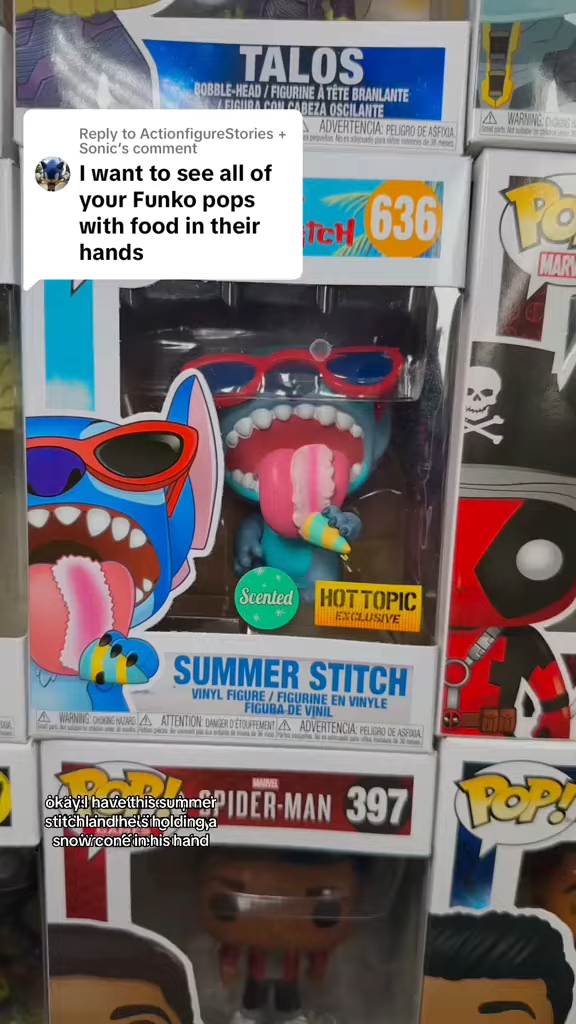 TALOS
BOBBLE-HEAD / FIGURINE À TÊTE BRANLANTE
/ FIGURA CON CABEZA OSCILANTE
ADVERTENCIA: PELIGRO DE ASFIXIA.
WARNING:
Reply to ActionfigureStories +
Sonic's comment
I want to see all of
your Funko pops
with food in their
hands
636
PO
MARV
Scented
HOT TOPIC
EXCLUSIVE
SUMMER STITCH
VINYL FIGURE / FIGURINE EN VINYLE
FIGURA DE VINIL
WARNING: CHOKING HAZARD. ATTENTION: DANGER D'ÉTOUFFEMENT ADVERTENCIA: PELIGRO DE ASFIXIA.
POP!
GAMES
MARVEL
SPIDER-MAN 397
POP!
okay I have this summer
stitch and he's holding a
snow cone in his hand